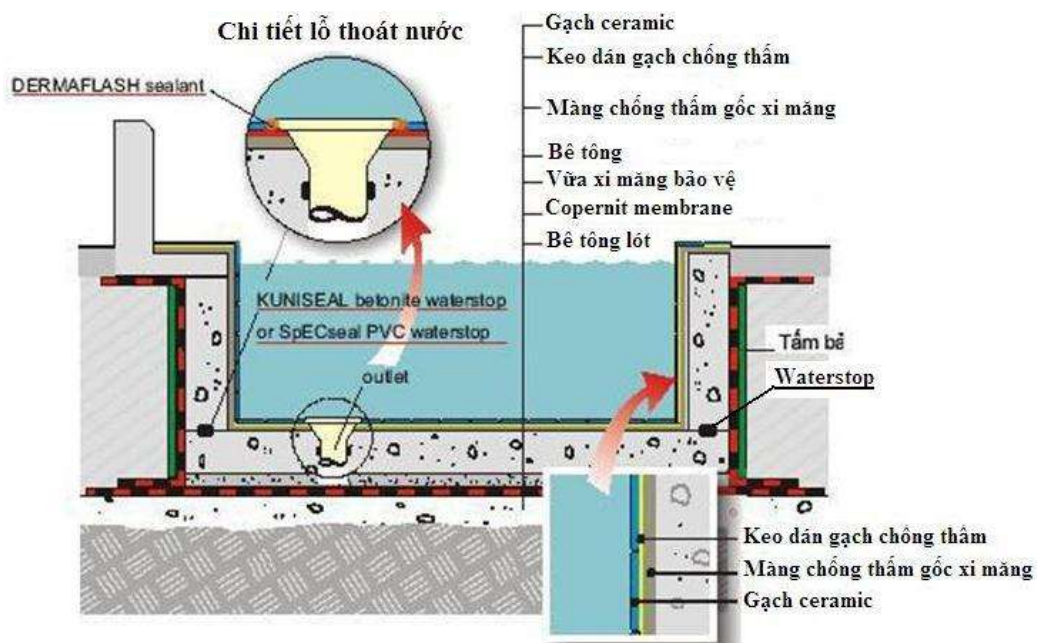 Chi tiết lỗ thoát nước
DERMAFLASH sealant
Gạch ceramic
Keo dán gạch chống thấm
Màng chống thấm gốc xi măng
Bê tông
Vữa xi măng bảo vệ
Copernit membrane
Bê tông lót
KUNISEAL betonite waterstop
or SpECseal PVC waterstop
outlet
Tấm bả
Waterstop
Keo dán gạch chông thấm
Màng chống thấm gốc xi măng
Gạch ceramic